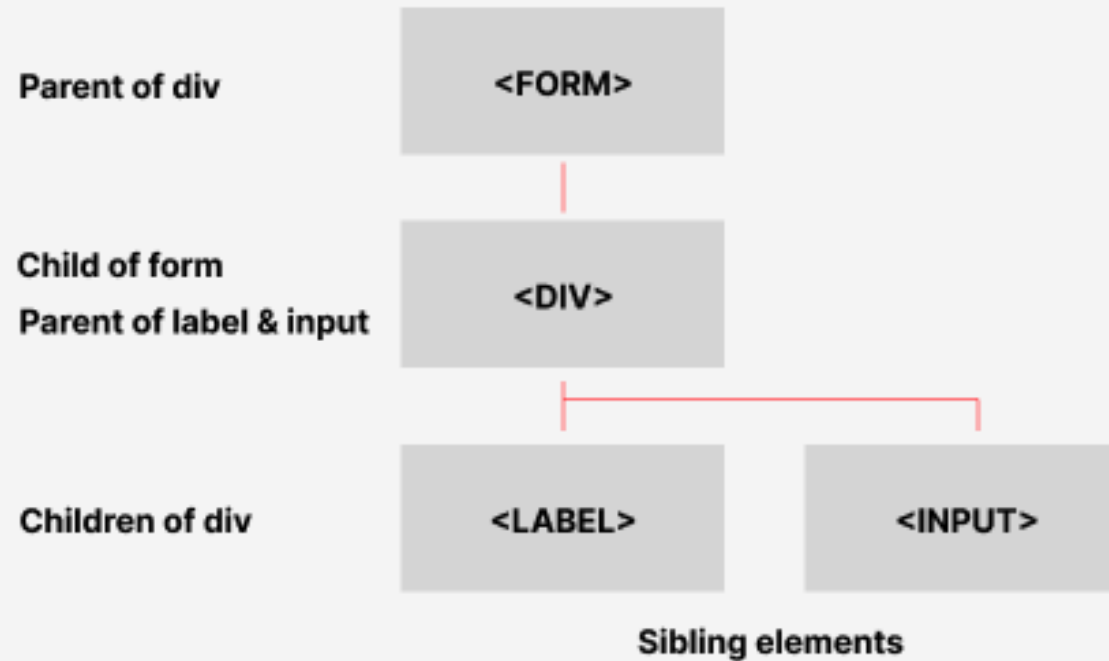 Parent of div
<FORM>
Child of form
Parent of label & input
<DIV>
Children of div
<LABEL>
<INPUT>
Sibling elements